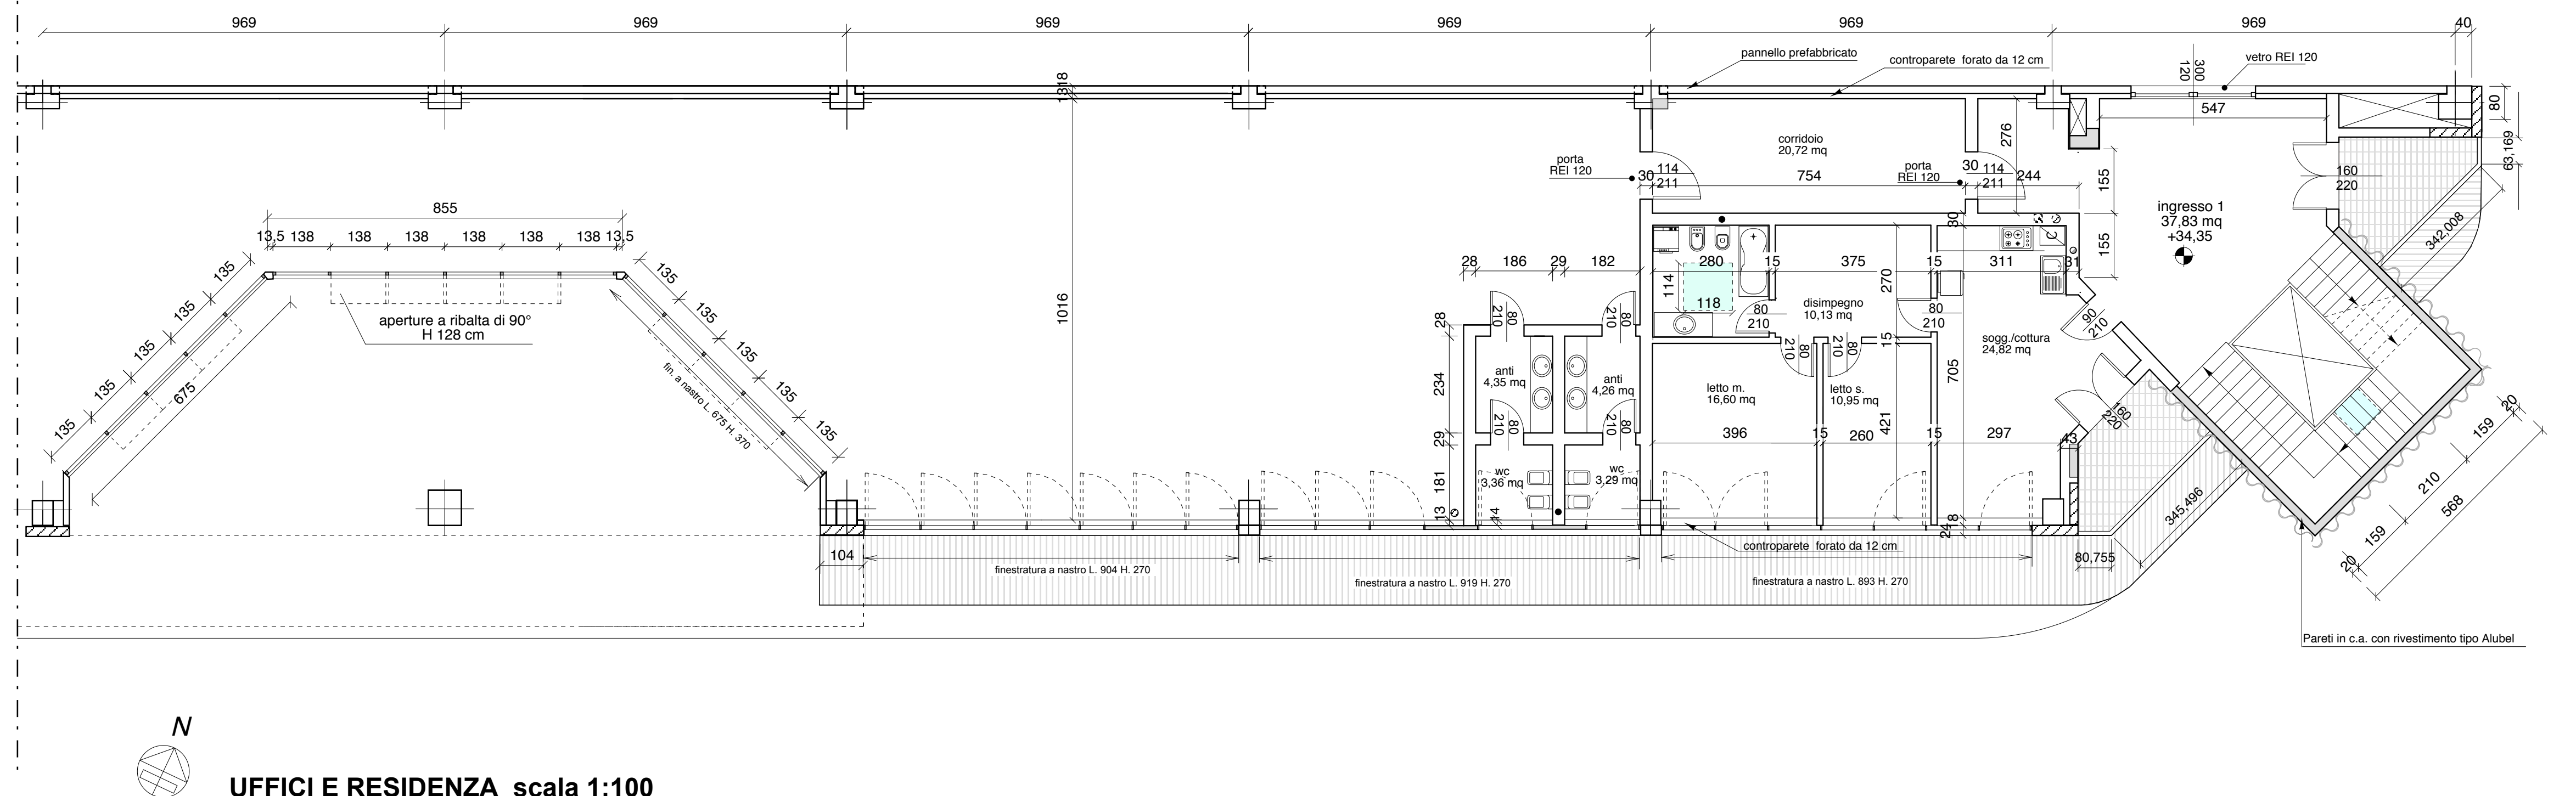 969
969
969
969
969
969
40
pannello prefabbricato
controparete forato da 12 cm
vetro REI 120
300
120
547
80
18
13
63,169
276
corridoio
20,72 mq
porta
REI 120
30
114
211
754
porta
REI 120
30
114
211
244
155
155
160
220
ingresso 1
37,83 mq
+34,35
342,008
855
13,5
138
138
138
138
138
138
13,5
135
135
135
135
135
675
aperture a ribalta di 90°
H 128 cm
135
135
135
135
135
fin. a nastro L. 675 H. 370
1016
28
186
29
182
280
15
375
15
311
31
30
270
114
118
80
210
disimpegno
10,13 mq
80
210
90
210
sogg./cottura
24,82 mq
28
234
29
181
13
14
210
80
210
80
anti
4,35 mq
anti
4,26 mq
210
80
210
80
wc
3,36 mq
wc
3,29 mq
210
80
210
80
15
705
letto m.
16,60 mq
letto s.
10,95 mq
421
396
15
260
15
297
43
160
220
18
24
104
finestratura a nastro L. 904 H. 270
finestratura a nastro L. 919 H. 270
controparete forato da 12 cm
finestratura a nastro L. 893 H. 270
80,755
345,496
20
159
210
568
159
20
Pareti in c.a. con rivestimento tipo Alubel
N
UFFICI E RESIDENZA scala 1:100